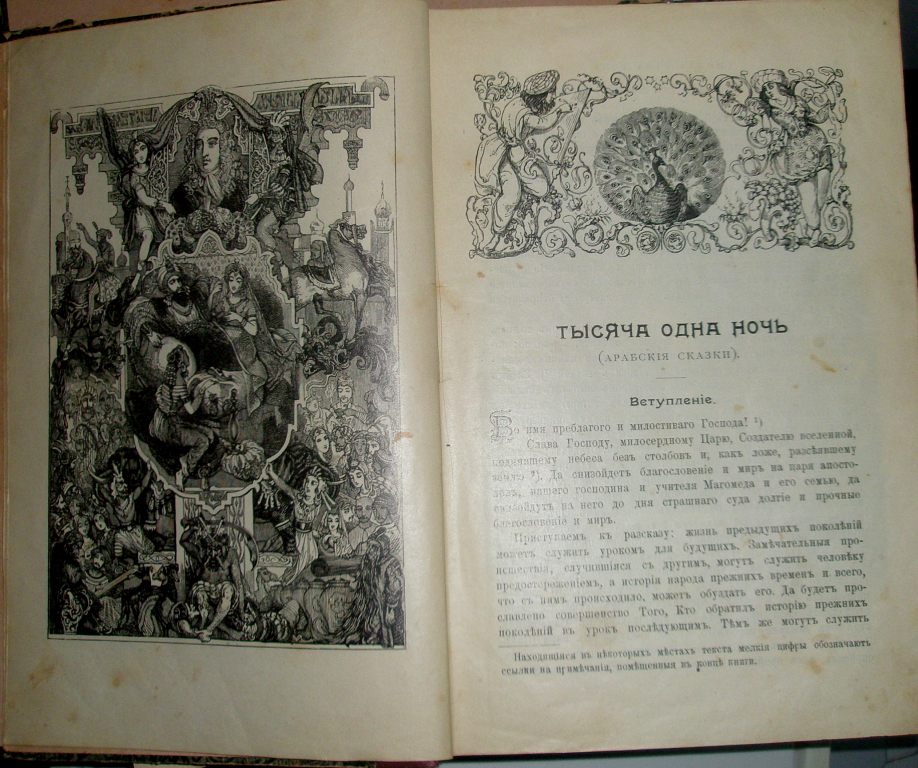 ТЫСЯЧА ОДНА НОЧЬ
(АРАБСКІЯ СКАЗКИ).
Вступленіе.
Во имя преблагого и милостиваго Господа! ¹)
Слава Господу, милосердному Царю, Создателю вселенной,
воздвигшему небеса безъ столбовъ и, какъ ложе, разсѣявшему
землю ²). Да снизойдетъ благословеніе и миръ на царя апосто-
ловъ, нашего господина и учителя Магомеда и его семью, да
снизойдутъ на него до дня страшнаго суда долгіе и прочные
благословеніе и миръ.
Приступаемъ къ разсказу: жизнь предыдущихъ поколѣній
можетъ служить урокомъ для будущихъ. Замѣчательныя про-
исшествія, случившіяся съ другимъ, могутъ служить человѣку
предостереженіемъ, а исторія народа прежнихъ временъ и всего,
что съ нимъ происходило, можетъ обуздать его. Да будетъ про-
славлено совершенство Того, Кто обратилъ исторію прежнихъ
поколѣній въ урокъ послѣдующимъ. Тѣмъ же могутъ служить
Находящіяся въ нѣкоторыхъ мѣстахъ текста мелкія цифры обозначаютъ
ссылки на примѣчанія, помѣщенныя въ концѣ книги.